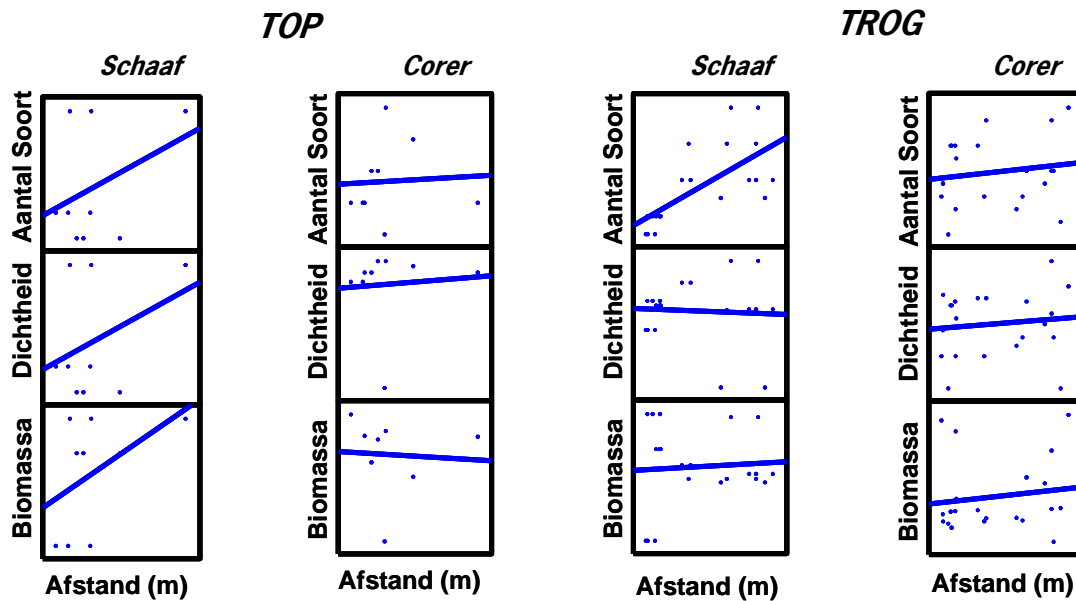 TOP
TROG
Schaaf
Corer
Schaaf
Corer
Aantal Soort
Dichtheid
Biomassa
Afstand (m)
Aantal Soort
Dichtheid
Biomassa
Afstand (m)
Aantal Soort
Dichtheid
Biomassa
Afstand (m)
Aantal Soort
Dichtheid
Biomassa
Afstand (m)